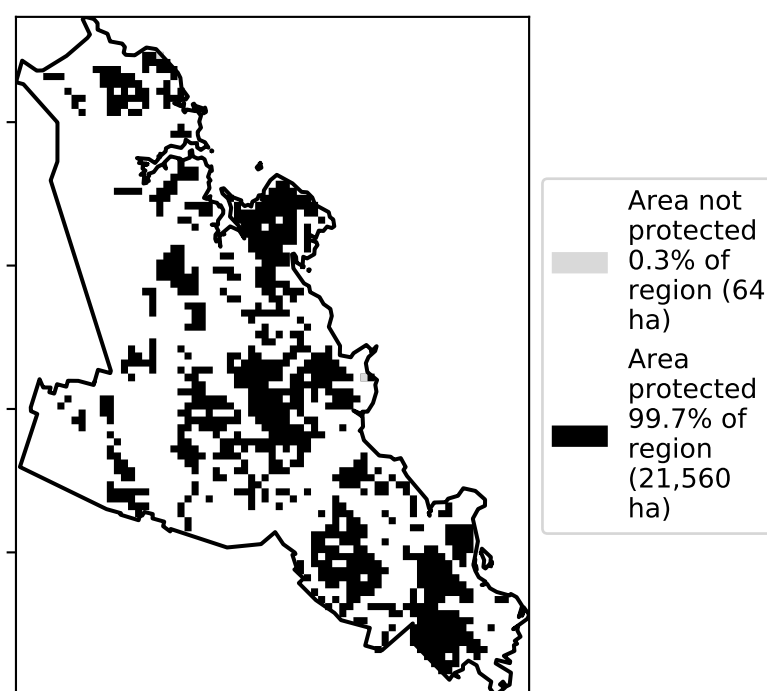 Area not
protected
0.3% of
region (64
ha)
Area
protected
99.7% of
region
(21,560
ha)